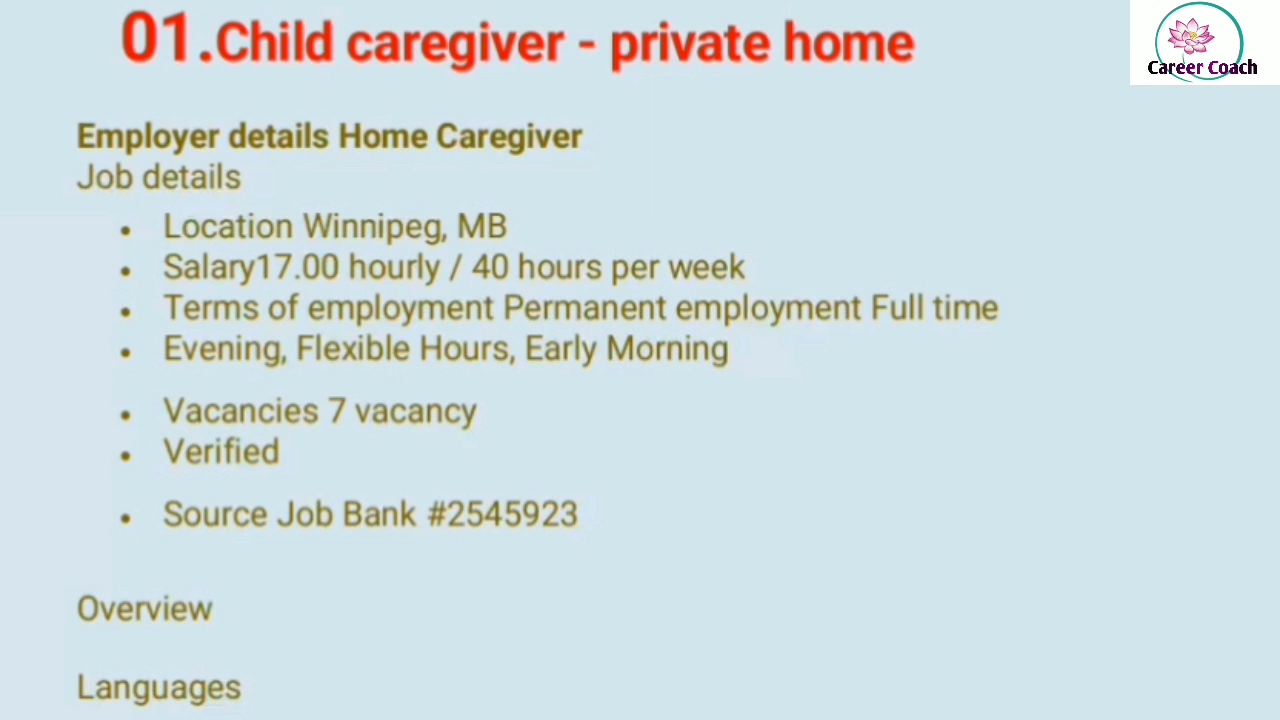 01.Child caregiver - private home
Career Coach
Employer details Home Caregiver
Job details
• Location Winnipeg, MB
• Salary17.00 hourly / 40 hours per week
• Terms of employment Permanent employment Full time
• Evening, Flexible Hours, Early Morning
• Vacancies 7 vacancy
• Verified
• Source Job Bank #2545923
Overview
Languages